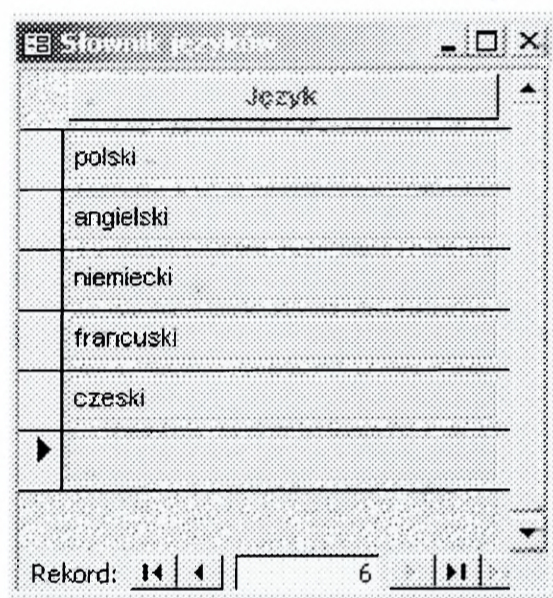 Słownik języków
Język
polski
angielski
niemiecki
francuski
czeski
Rekord: 6